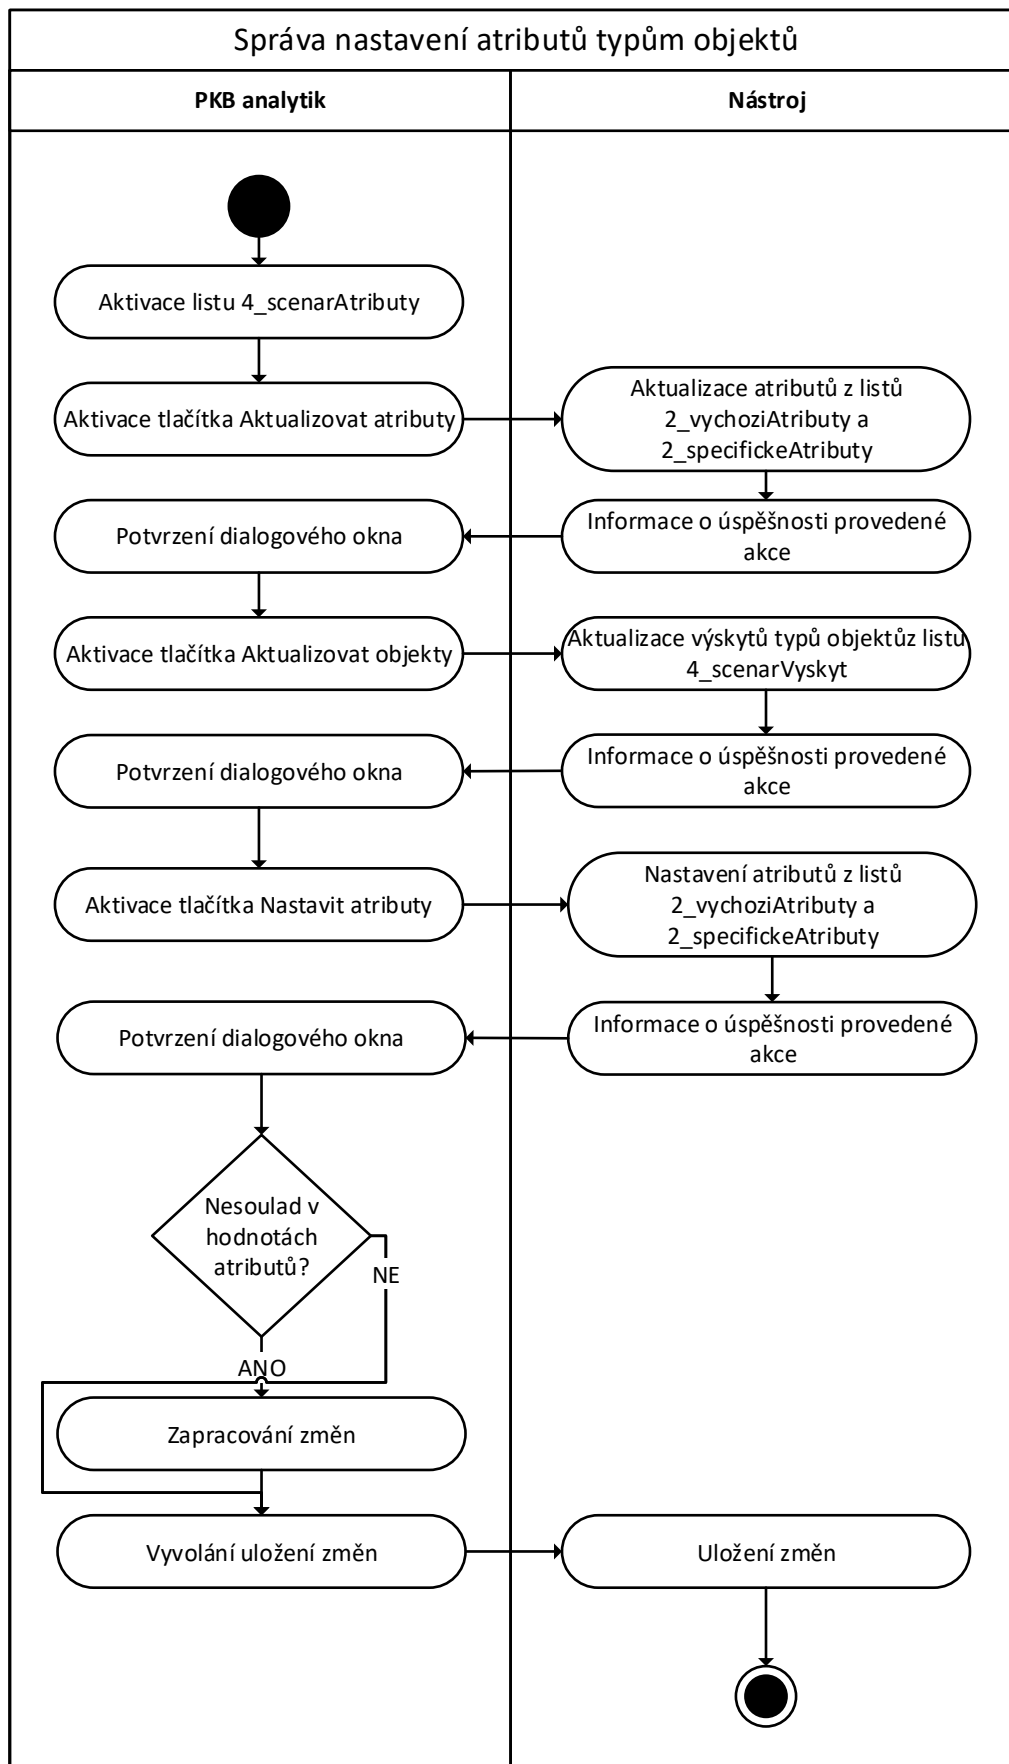 Správa nastavení atributů typům objektů
PKB analytik
Nástroj
Aktivace listu 4_scenarAtributy
Aktivace tlačítka Aktualizovat atributy
Aktualizace atributů z listů
2_vychoziAtributy a
2_specifickeAtributy
Informace o úspěšnosti provedené
akce
Potvrzení dialogového okna
Aktivace tlačítka Aktualizovat objekty
Aktualizace výskytů typů objektůz listu
4_scenarVyskyt
Informace o úspěšnosti provedené
akce
Potvrzení dialogového okna
Aktivace tlačítka Nastavit atributy
Nastavení atributů z listů
2_vychoziAtributy a
2_specifickeAtributy
Informace o úspěšnosti provedené
akce
Potvrzení dialogového okna
Nesoulad v
hodnotách
atributů?
NE
ANO
Zapracování změn
Vyvolání uložení změn
Uložení změn